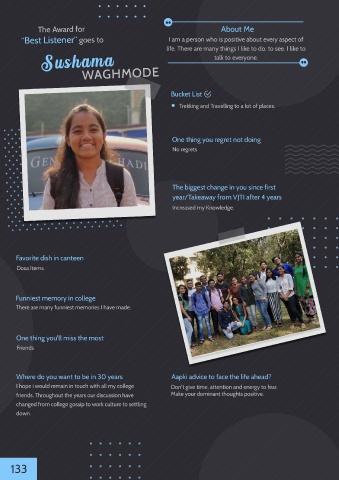 The Award for
"Best Listener" goes to
Sushama
WAGHMODE
About Me
I am a person who is positive about every aspect of
life. There are many things I like to do, to see, I like to
talk to everyone.
Bucket List
Trekking and Travelling to a lot of places.
One thing you regret not doing
No regrets
The biggest change in you since first
year/Takeaway from VJTI after 4 years
Increased my Knowledge.
Favorite dish in canteen
Dosa Items
Funniest memory in college
There are many funniest memories I have made.
One thing you'll miss the most
Friends
Where do you want to be in 30 years
I hope i would remain in touch with all my college
friends. Throughout the years our discussion have
changed from college gossip to work culture to settling
down.
Aapki advice to face the life ahead?
Don't give time, attention and energy to fear.
Make your dominant thoughts positive.
133